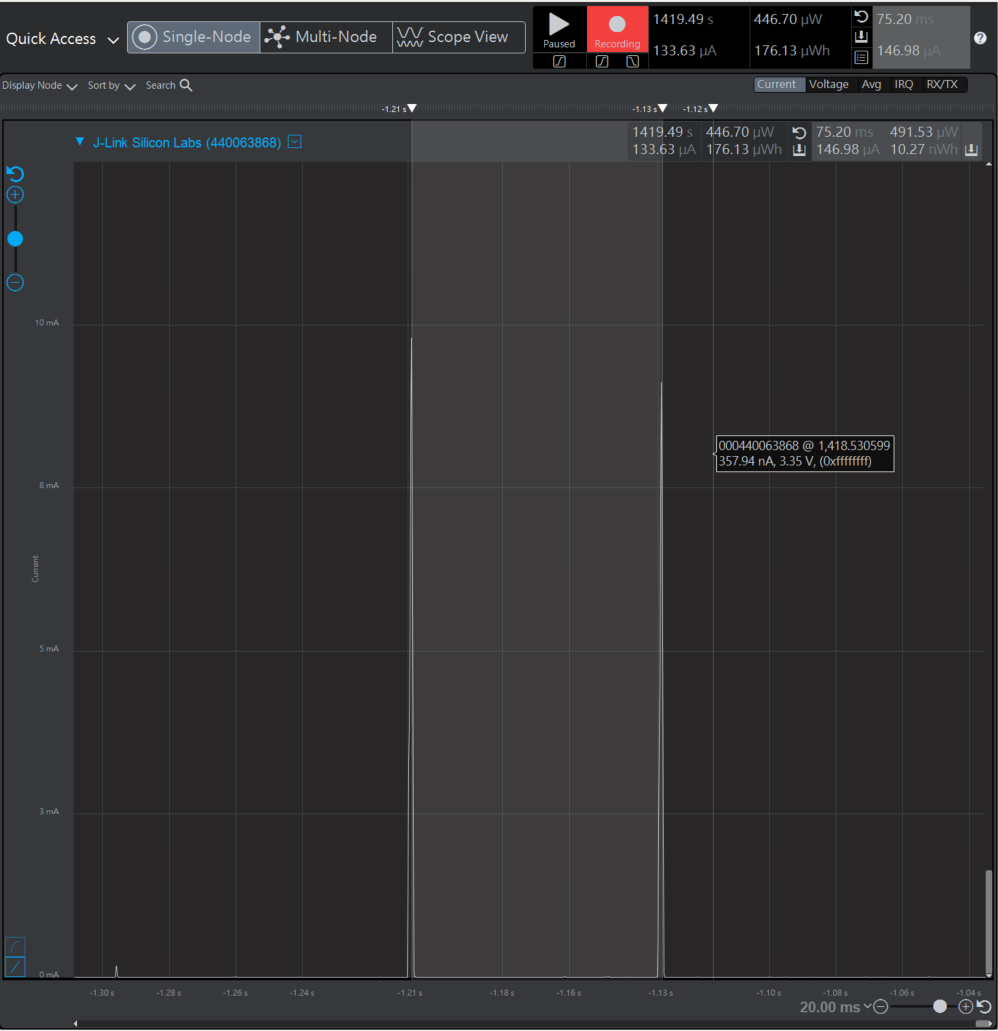 Quick Access
Single-Node
Multi-Node
Scope View
Paused
Recording
1419.49 s
133.63 µA
446.70 µW
176.13 µWh
75.20 ms
146.98 µA
Display Node
Sort by
Search
Current
Voltage
Avg
IRQ
RX/TX
-1.21 s
-1.13 s
-1.12 s
J-Link Silicon Labs (440063868)
1419.49 s 446.70 µW
133.63 µA 176.13 µWh
75.20 ms 491.53 µW
146.98 µA 10.27 nWh
10 mA
000440063868 @ 1,418.530599
357.94 nA, 3.35 V, (0xffffffff)
8 mA
Current
5 mA
3 mA
0 mA
-1.30 s
-1.28 s
-1.26 s
-1.24 s
-1.21 s
-1.18 s
-1.16 s
-1.13 s
-1.10 s
-1.08 s
-1.06 s
-1.04 s
20.00 ms